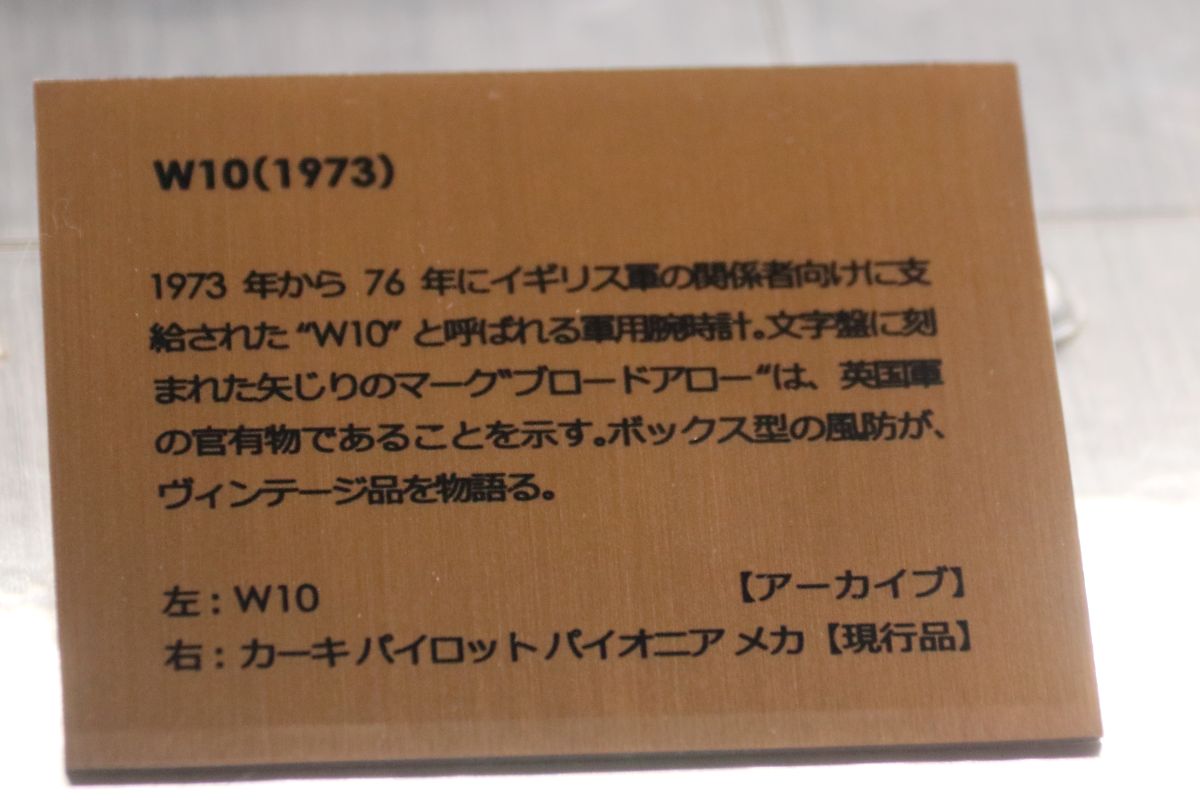 W10(1973)
1973 年から 76 年にイギリス軍の関係者向けに支
給された“W10” と呼ばれる軍用腕時計。文字盤に刻
まれた矢じりのマーク”ブロードアロー“は、英国軍
の官有物であることを示す。ボックス型の風防が、
ヴィンテージ品を物語る。
左：W10 【アーカイブ】
右：カーキ パイロット パイオニア メカ【現行品】